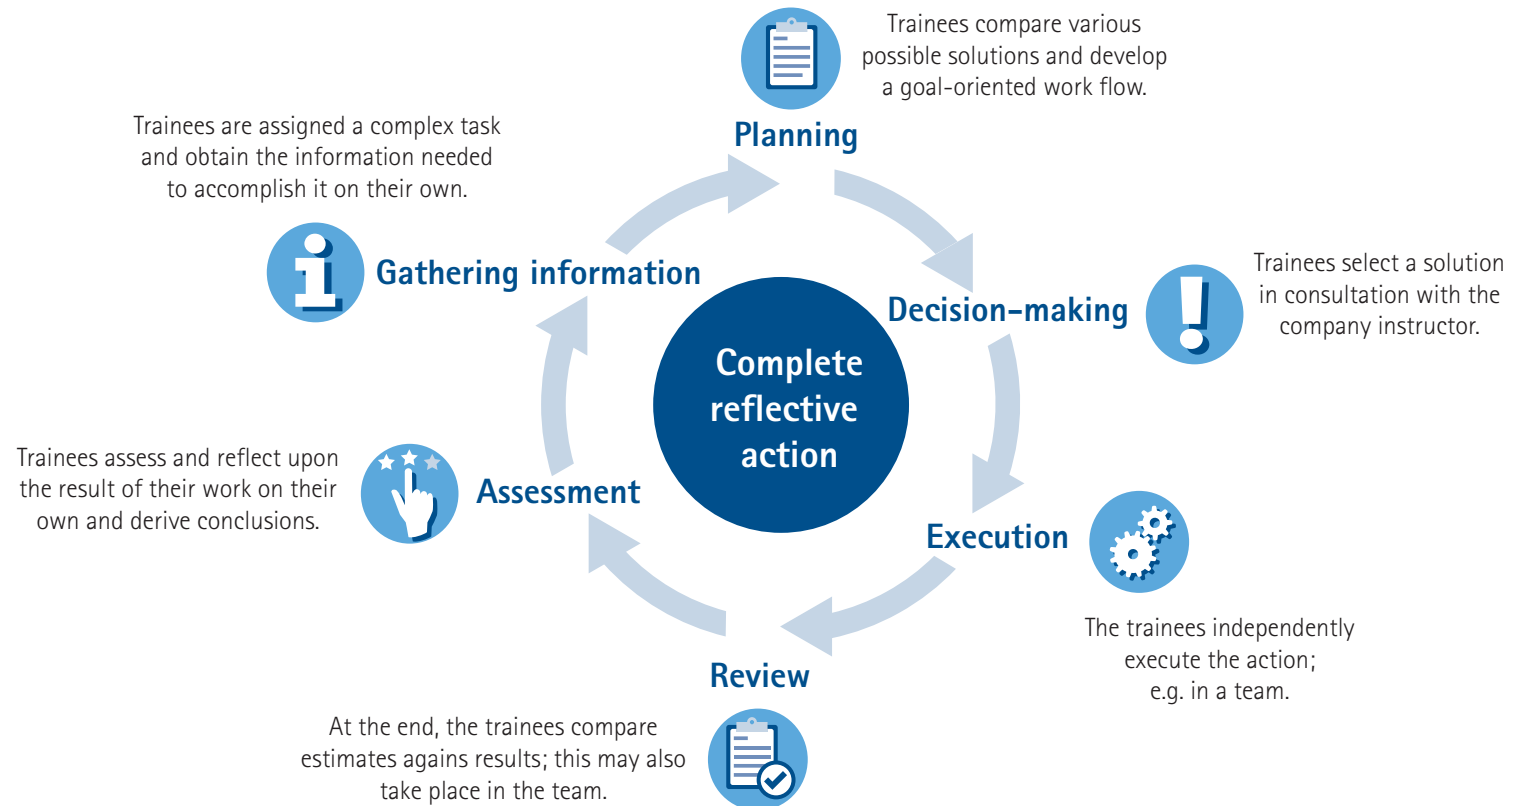 Trainees compare various
possible solutions and develop
a goal-oriented work flow.
Planning
Trainees are assigned a complex task
and obtain the information needed
to accomplish it on their own.
Gathering information
Trainees select a solution
in consultation with the
company instructor.
Decision-making
Complete
reflective
action
Trainees assess and reflect upon
the result of their work on their
own and derive conclusions.
Assessment
Execution
The trainees independently
execute the action;
e.g. in a team.
Review
At the end, the trainees compare
estimates agains results; this may also
take place in the team.